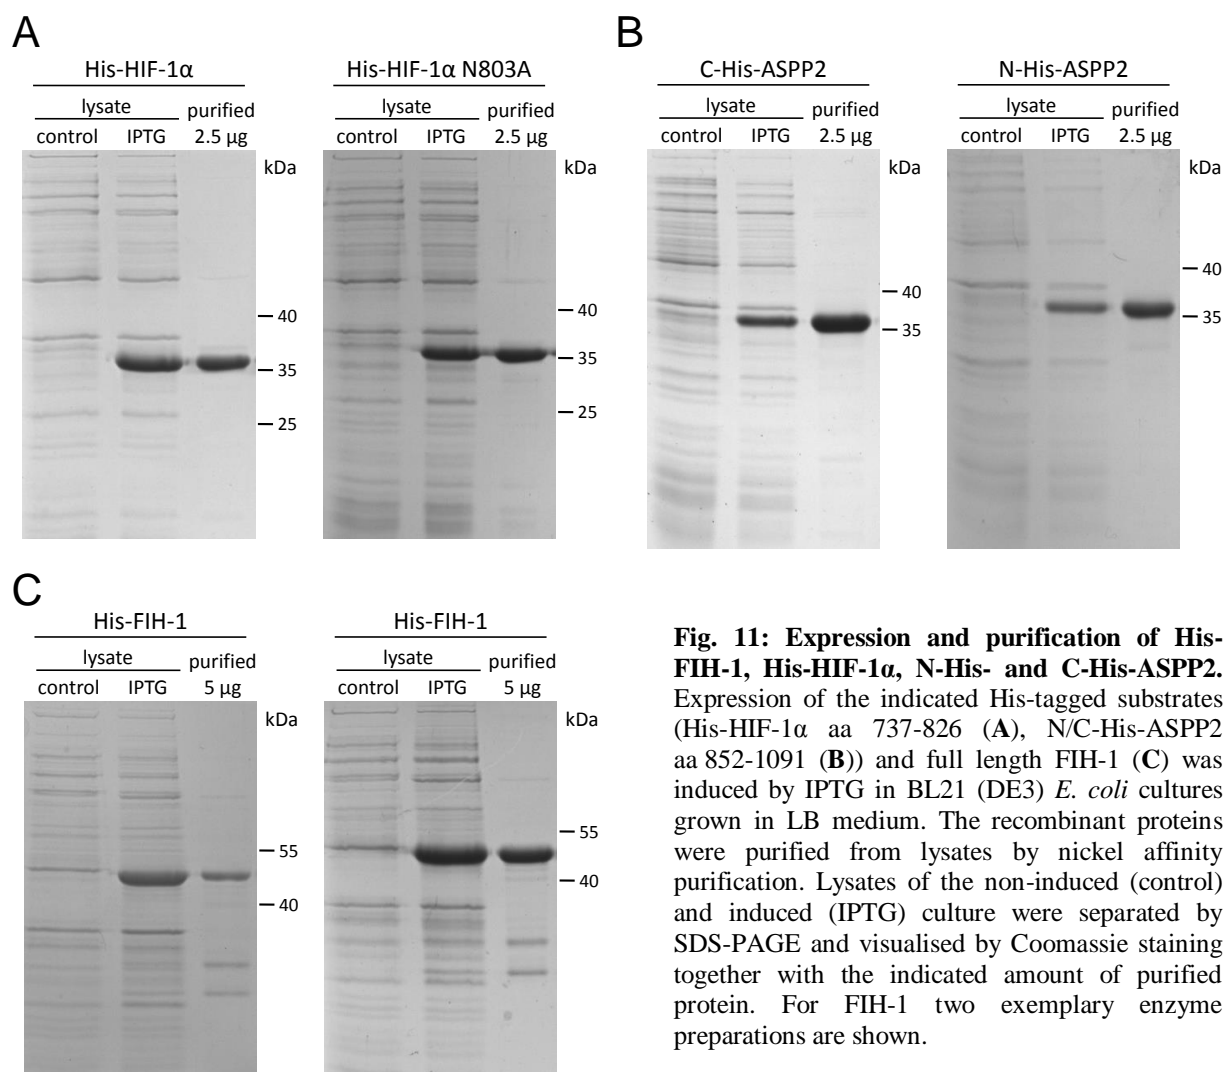 A
His-HIF-1α
lysate
purified
control
IPTG
2.5 µg
kDa
40
35
25
His-HIF-1α N803A
lysate
purified
control
IPTG
2.5 µg
kDa
40
35
25
B
C-His-ASPP2
lysate
purified
control
IPTG
2.5 µg
kDa
40
35
N-His-ASPP2
lysate
purified
control
IPTG
2.5 µg
kDa
40
35
C
His-FIH-1
lysate
purified
control
IPTG
5 µg
kDa
55
40
His-FIH-1
lysate
purified
control
IPTG
5 µg
kDa
55
40
Fig. 11: Expression and purification of His-
FIH-1, His-HIF-1α, N-His- and C-His-ASPP2.
Expression of the indicated His-tagged substrates
(His-HIF-1α aa 737-826 (A), N/C-His-ASPP2
aa 852-1091 (B)) and full length FIH-1 (C) was
induced by IPTG in BL21 (DE3) E. coli cultures
grown in LB medium. The recombinant proteins
were purified from lysates by nickel affinity
purification. Lysates of the non-induced (control)
and induced (IPTG) culture were separated by
SDS-PAGE and visualised by Coomassie staining
together with the indicated amount of purified
protein. For FIH-1 two exemplary enzyme
preparations are shown.